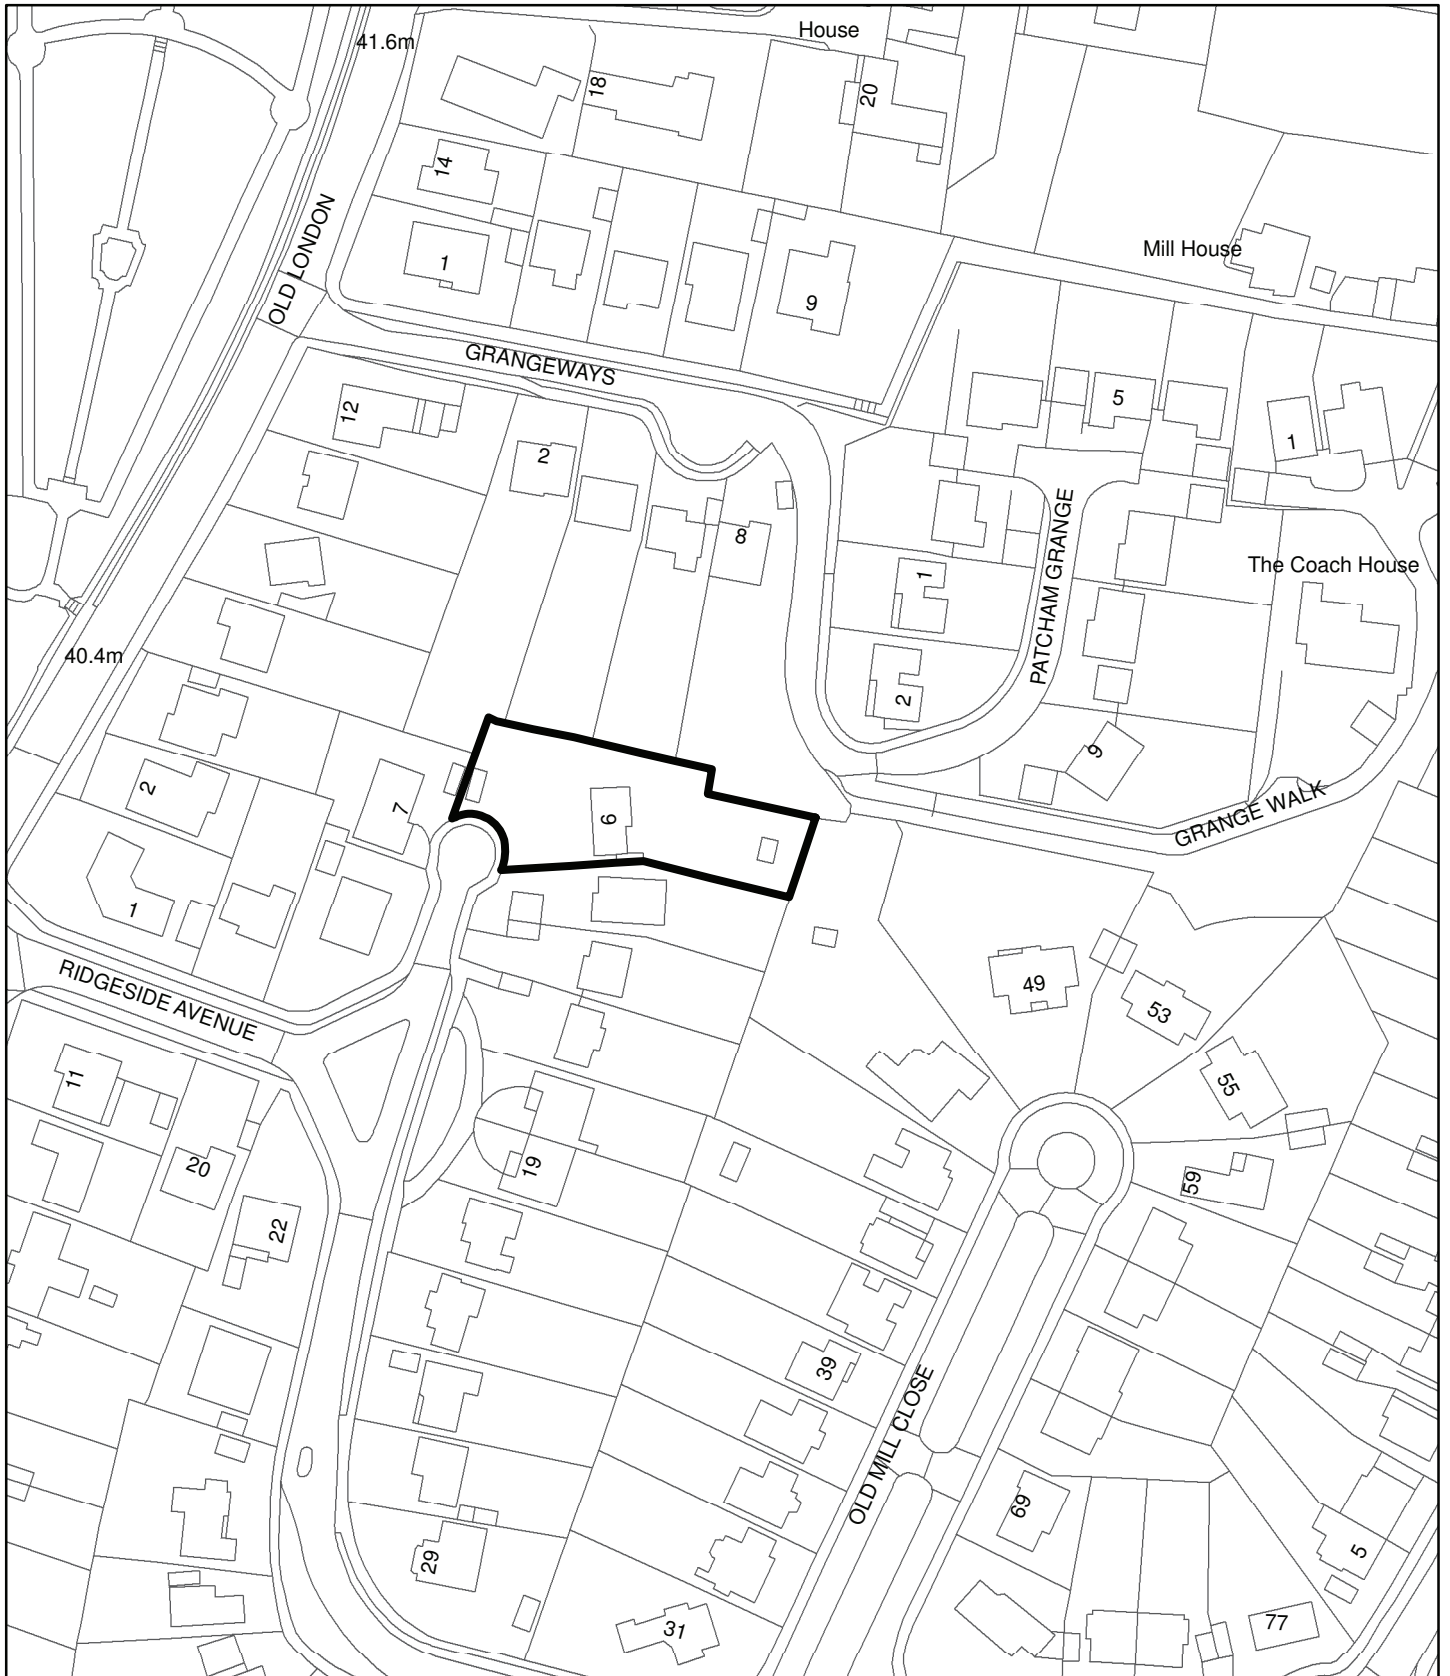 House
41.6m
18
20
14
OLD LONDON
1
Mill House
9
GRANGEWAYS
12
2
5
1
8
PATCHAM GRANGE
The Coach House
1
40.4m
2
9
2
7
6
GRANGE WALK
1
RIDGESIDE AVENUE
49
53
11
55
20
19
59
22
39
OLD MILL CLOSE
69
29
5
31
77